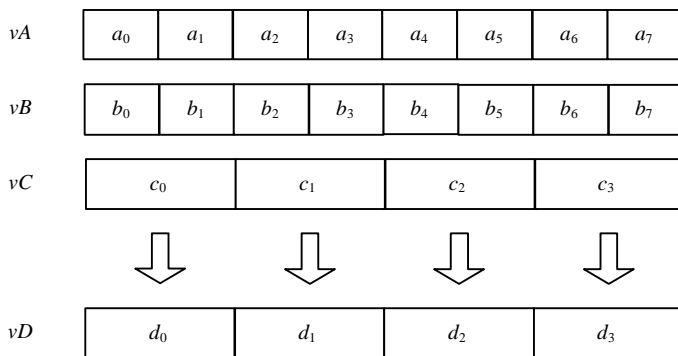 vA a₀ a₁ a₂ a₃ a₄ a₅ a₆ a₇
vB b₀ b₁ b₂ b₃ b₄ b₅ b₆ b₇
vC c₀ c₁ c₂ c₃
vD d₀ d₁ d₂ d₃